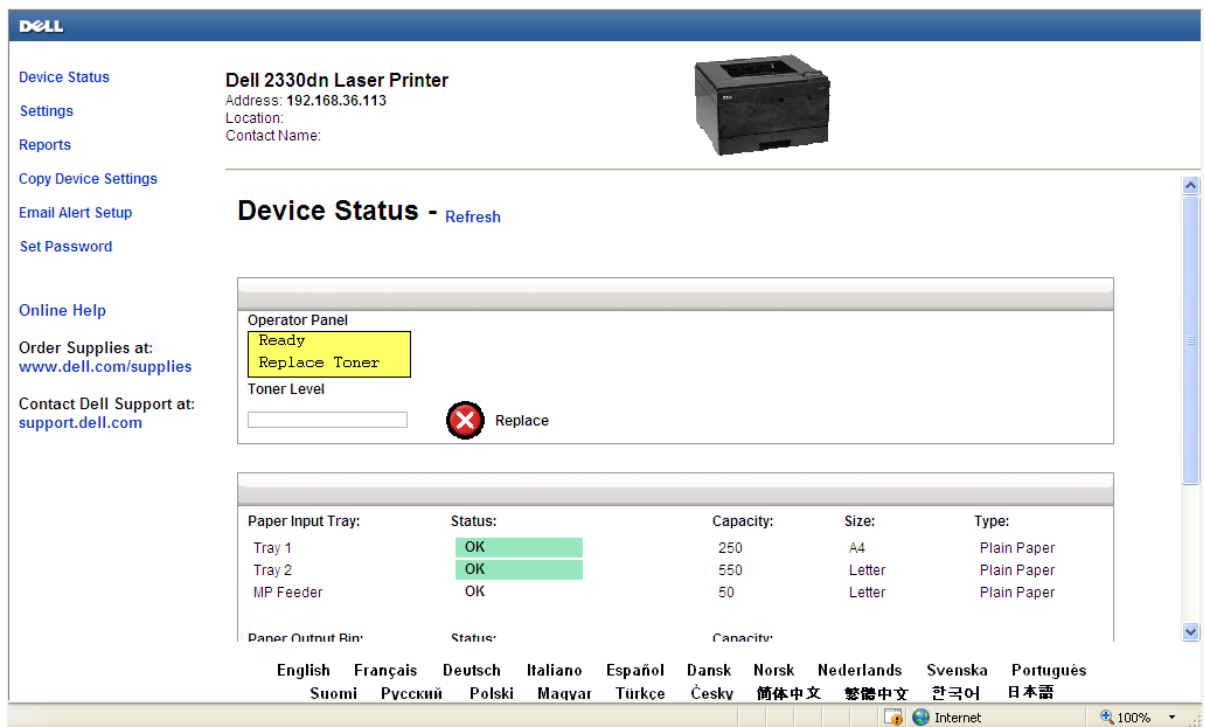 DELL
Device Status
Settings
Reports
Copy Device Settings
Email Alert Setup
Set Password
Online Help
Order Supplies at:
www.dell.com/supplies
Contact Dell Support at:
support.dell.com
Dell 2330dn Laser Printer
Address: 192.168.36.113
Location:
Contact Name:
Device Status - Refresh
Operator Panel
Ready
Replace Toner
Toner Level
Replace
Paper Input Tray: Status: Capacity: Size: Type:
Tray 1 OK 250 A4 Plain Paper
Tray 2 OK 550 Letter Plain Paper
MP Feeder OK 50 Letter Plain Paper
Paper Output Bin: Status: Capacity:
English Français Deutsch Italiano Español Dansk Norsk Nederlands Svenska Português
Suomi Русский Polski Magyar Türkçe Česky 简体中文 繁體中文 한국어 日本語
Internet 100%